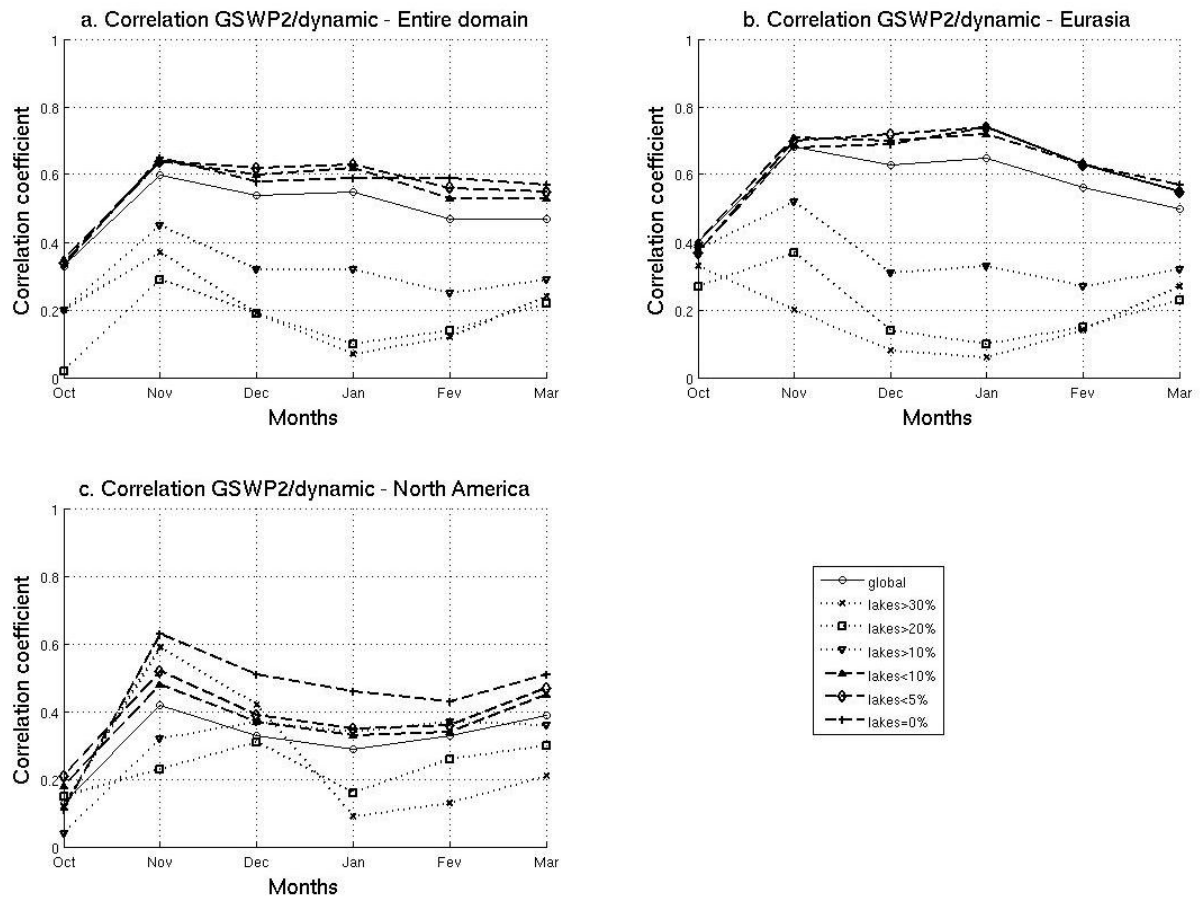 a. Correlation GSWP2/dynamic - Entire domain
Correlation coefficient
1
0.8
0.6
0.4
0.2
0
Oct Nov Dec Jan Fev Mar
Months
b. Correlation GSWP2/dynamic - Eurasia
Correlation coefficient
1
0.8
0.6
0.4
0.2
0
Oct Nov Dec Jan Fev Mar
Months
c. Correlation GSWP2/dynamic - North America
Correlation coefficient
1
0.8
0.6
0.4
0.2
0
Oct Nov Dec Jan Fev Mar
Months
global
lakes>30%
lakes>20%
lakes>10%
lakes<10%
lakes<5%
lakes=0%